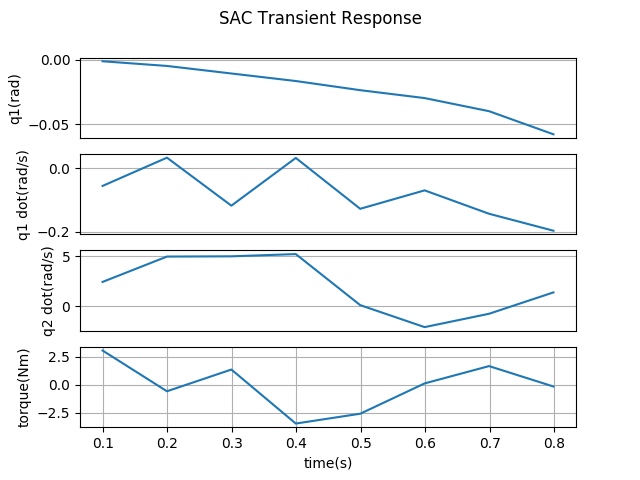 SAC Transient Response
0.00
−0.05
q1(rad)
0.0
−0.2
q1 dot(rad/s)
5
0
q2 dot(rad/s)
2.5
0.0
−2.5
torque(Nm)
0.1 0.2 0.3 0.4 0.5 0.6 0.7 0.8
time(s)